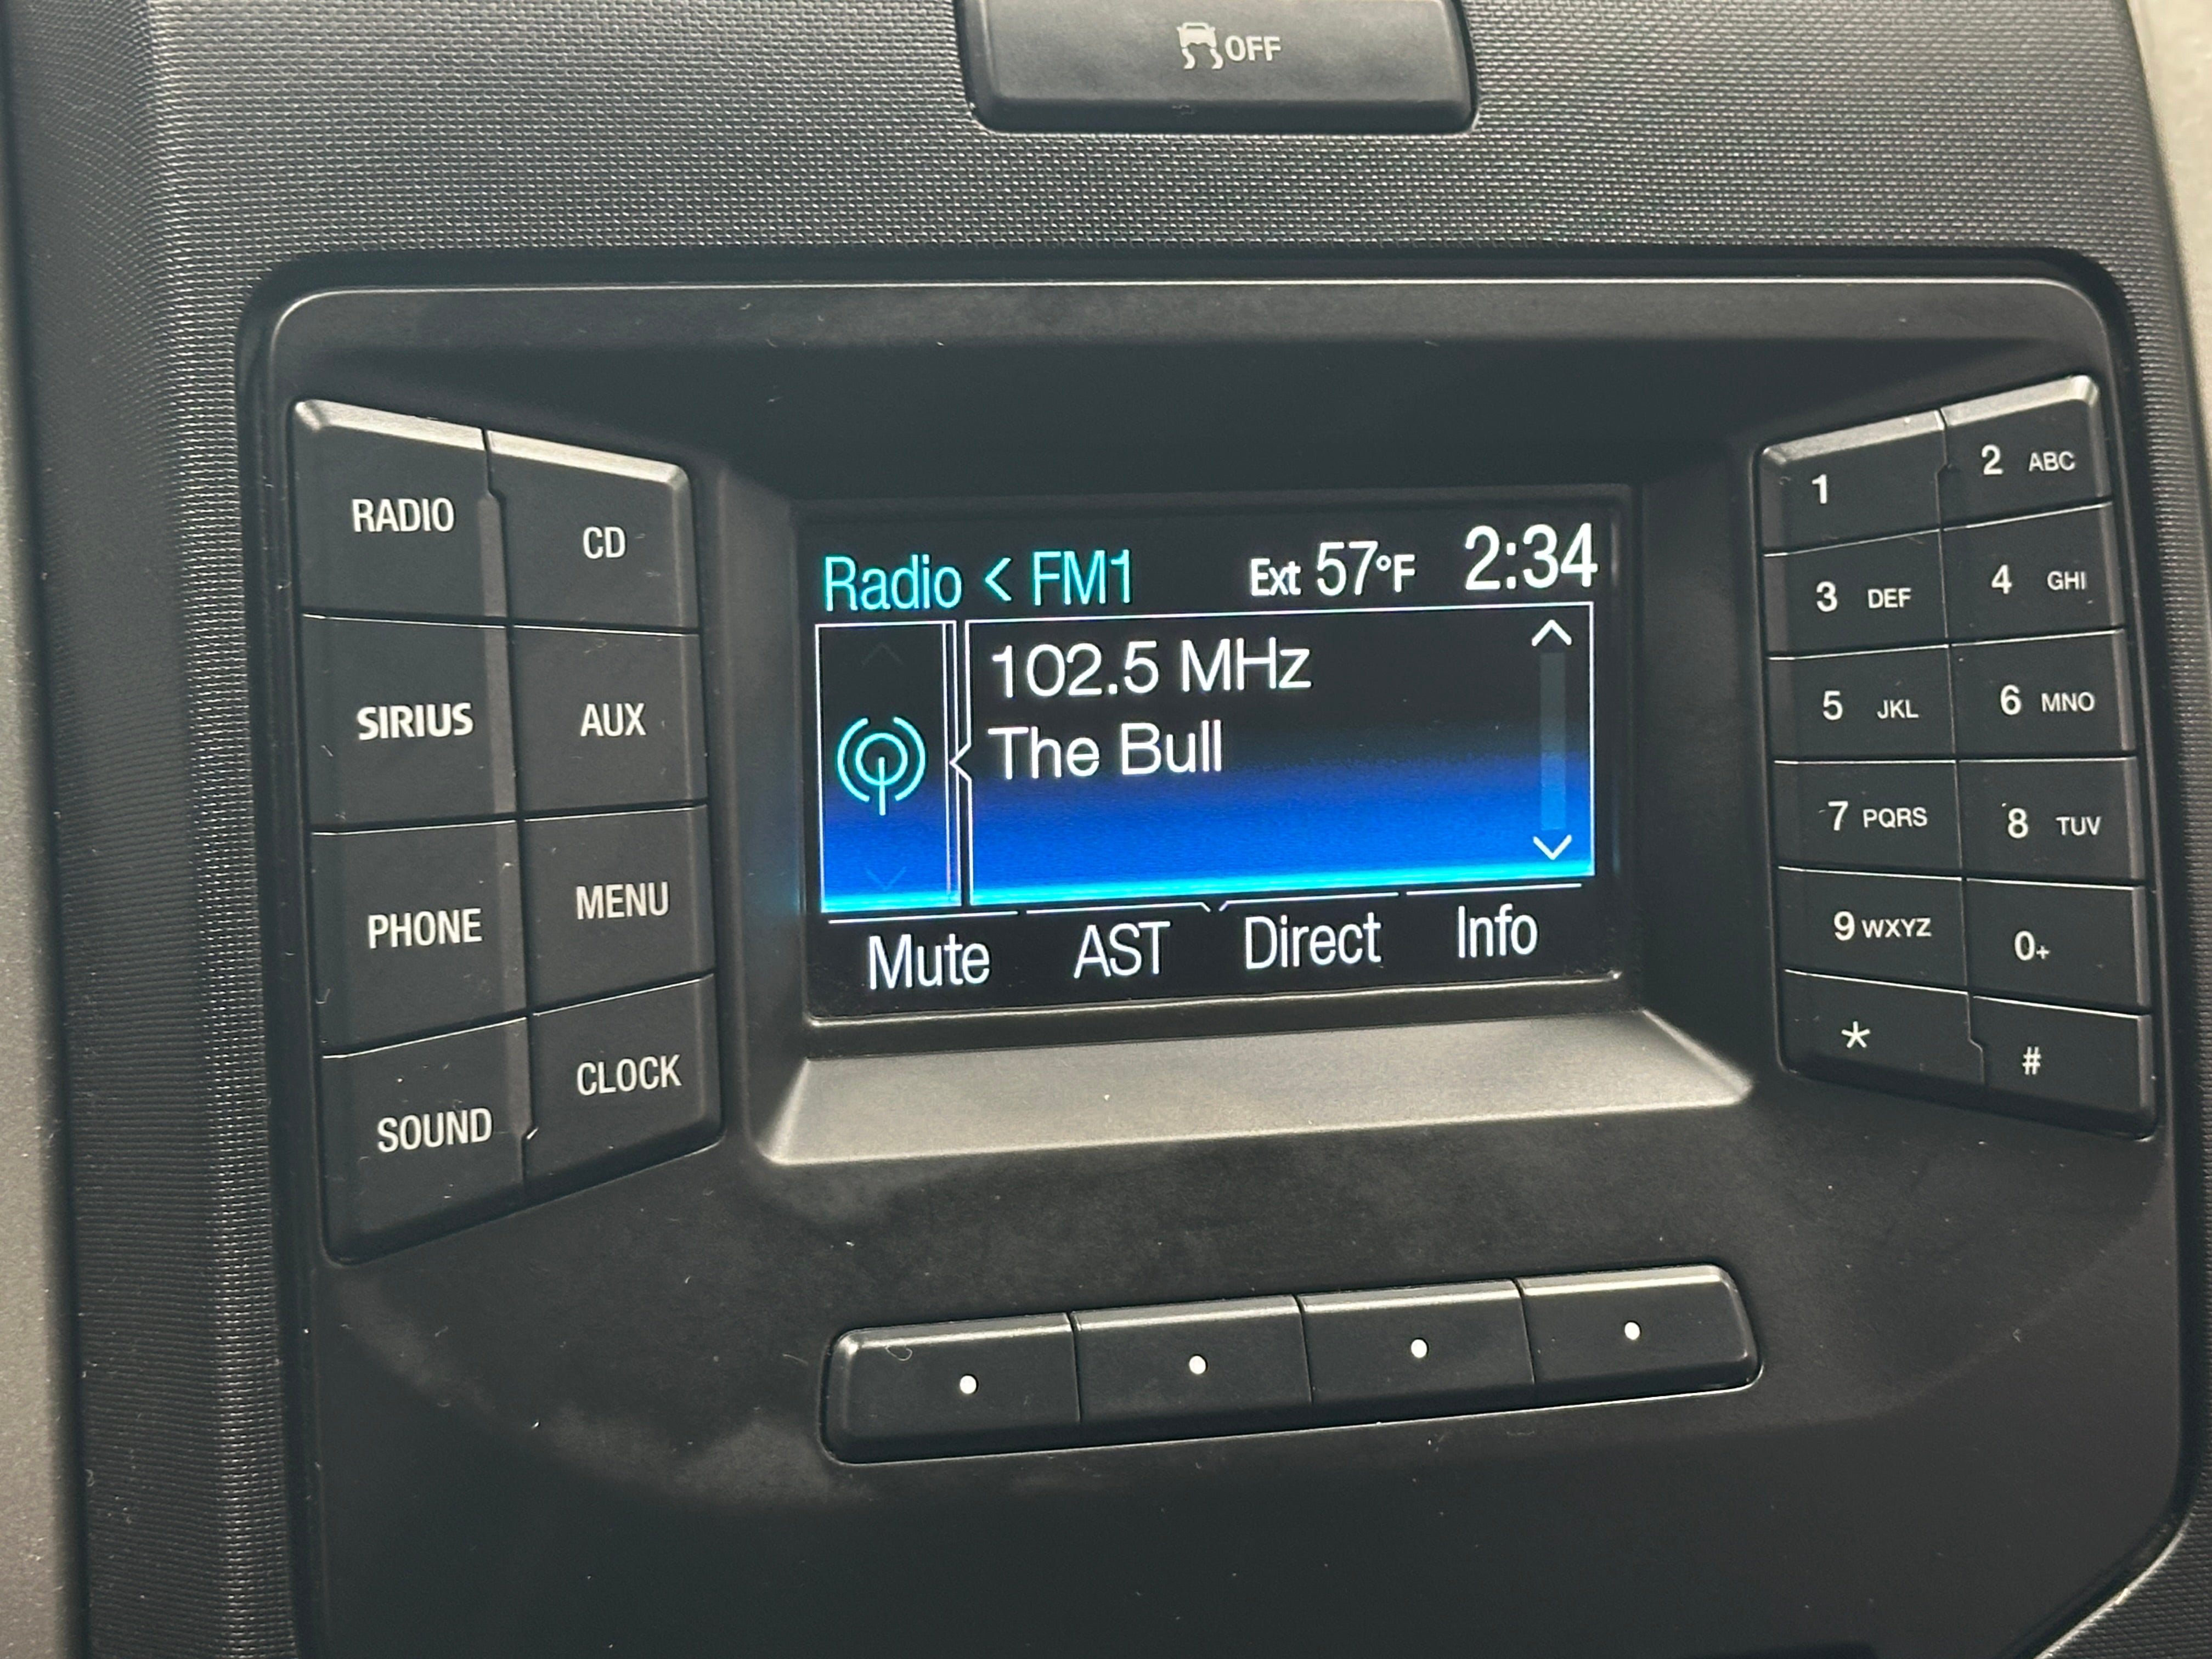 OFF
RADIO
CD
SIRIUS
AUX
PHONE
MENU
SOUND
CLOCK
Radio < FM1 Ext 57°F 2:34
102.5 MHz
The Bull
Mute AST Direct Info
1
2 ABC
3 DEF
4 GHI
5 JKL
6 MNO
7 PQRS
8 TUV
9 WXYZ
0+
*
#